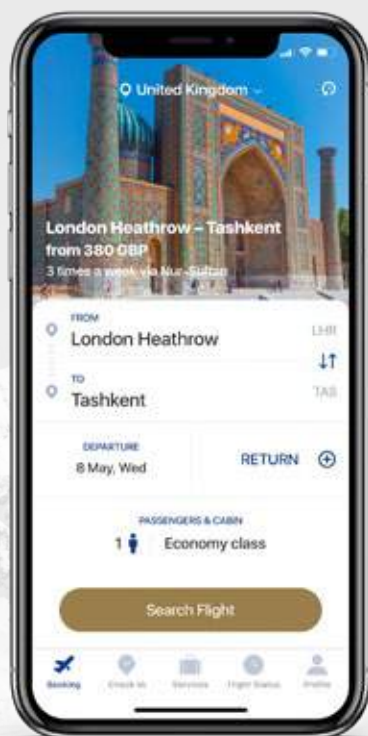 United Kingdom
London Heathrow – Tashkent
from 380 GBP
3 times a week via Nur-Sultan
FROM
London Heathrow
LHR
TO
Tashkent
TAS
DEPARTURE
8 May, Wed
RETURN
PASSENGERS & CABIN
1
Economy class
Search Flight
Booking Check in Services Flight Status Profile